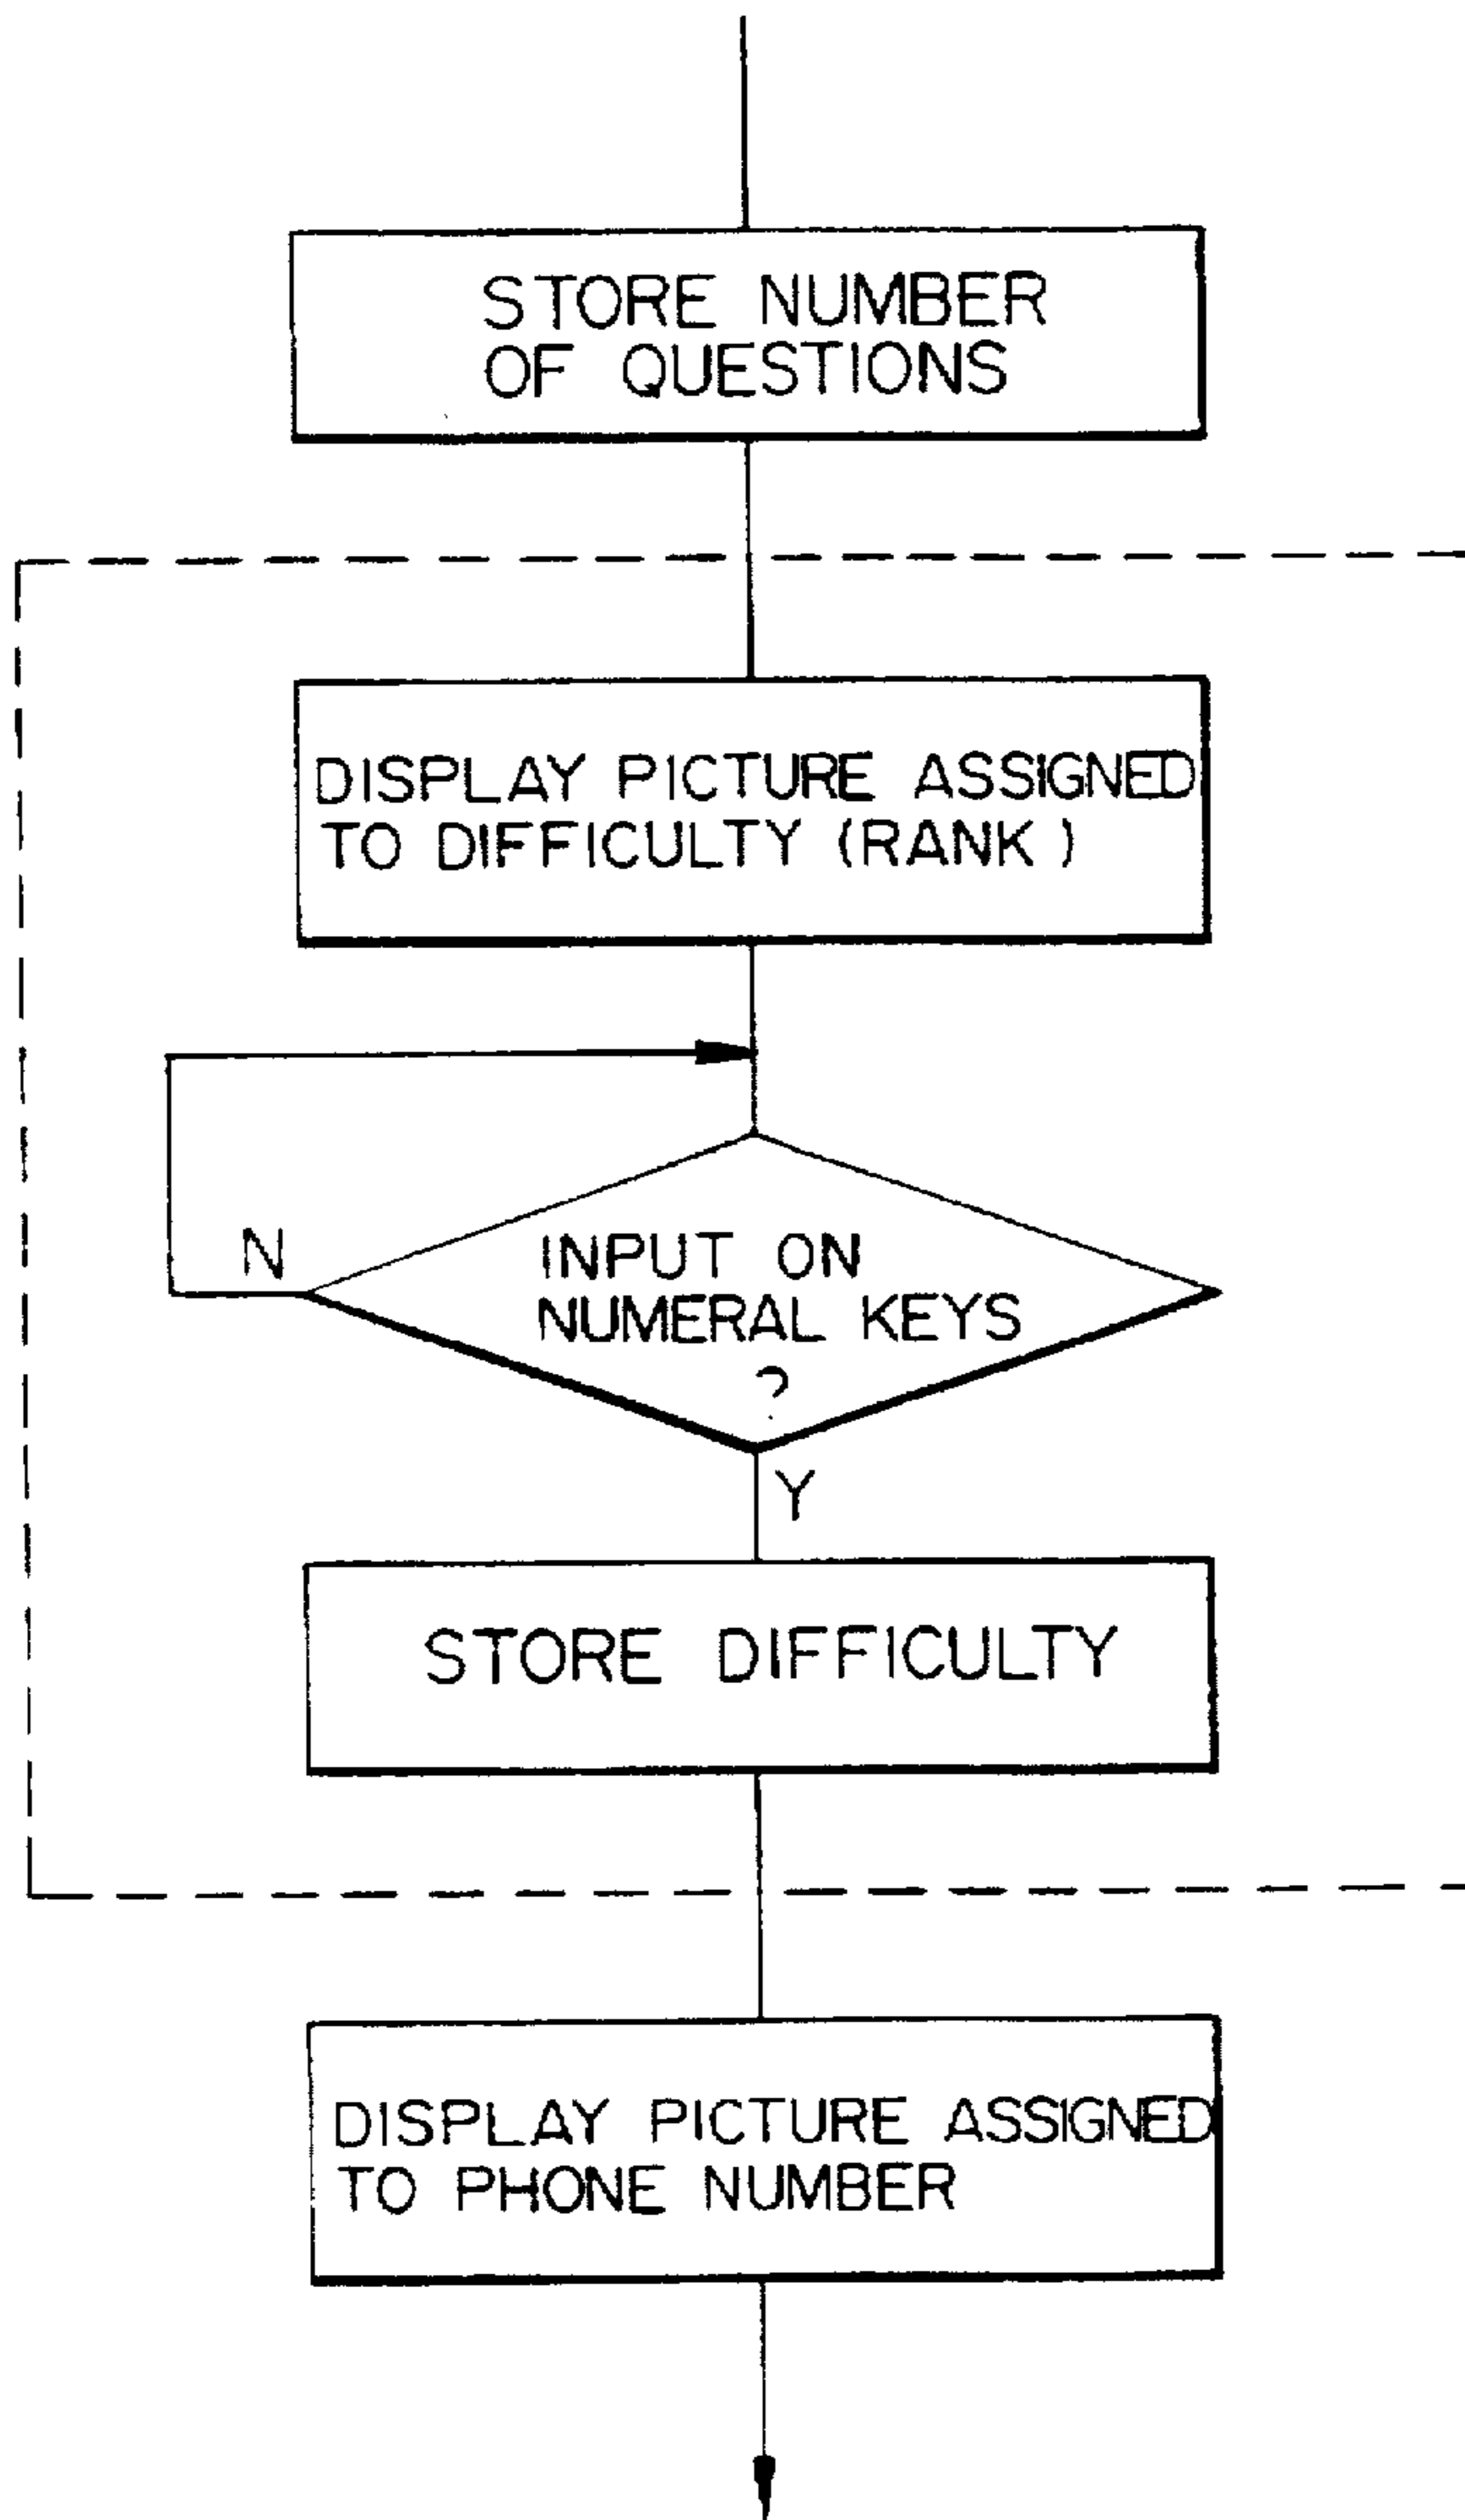 STORE NUMBER
OF QUESTIONS
DISPLAY PICTURE ASSIGNED
TO DIFFICULTY (RANK)
N
INPUT ON
NUMERAL KEYS
?
Y
STORE DIFFICULTY
DISPLAY PICTURE ASSIGNED
TO PHONE NUMBER